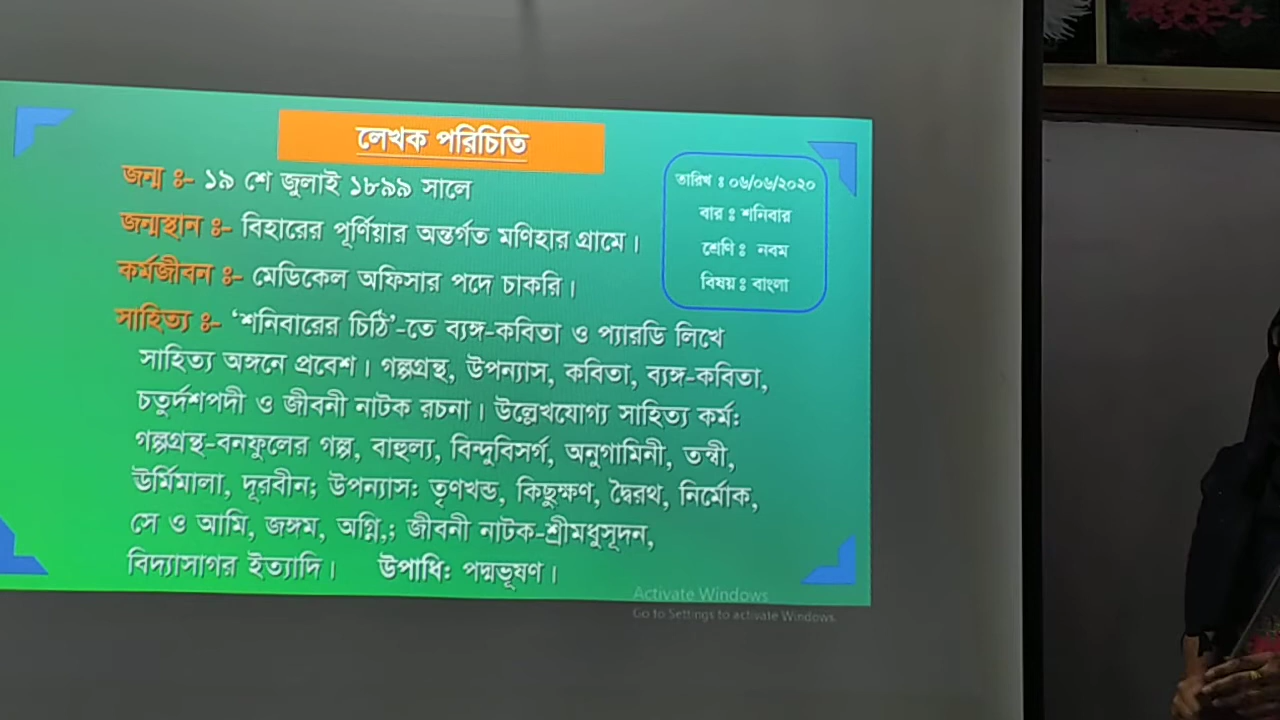 লেখক পরিচিতি
জন্ম ঃ- ১৯ শে জুলাই ১৮৯৯ সালে
জন্মস্থান ঃ- বিহারের পূর্ণিয়ার অন্তর্গত মণিহার গ্রামে।
কর্মজীবন ঃ- মেডিকেল অফিসার পদে চাকরি।
সাহিত্য ঃ- ‘শনিবারের চিঠি’-তে ব্যঙ্গ-কবিতা ও প্যারডি লিখে
সাহিত্য অঙ্গনে প্রবেশ। গল্পগ্রন্থ, উপন্যাস, কবিতা, ব্যঙ্গ-কবিতা,
চতুর্দশপদী ও জীবনী নাটক রচনা। উল্লেখযোগ্য সাহিত্য কর্ম:
গল্পগ্রন্থ-বনফুলের গল্প, বাহুল্য, বিন্দুবিসর্গ, অনুগামিনী, তন্বী,
ঊর্মিমালা, দূরবীন; উপন্যাস: তৃণখন্ড, কিছুক্ষণ, দ্বৈরথ, নির্মোক,
সে ও আমি, জঙ্গম, অগ্নি,; জীবনী নাটক-শ্রীমধুসূদন,
বিদ্যাসাগর ইত্যাদি। উপাধি: পদ্মভূষণ।
তারিখ ঃ ০৬/০৬/২০২০
বার ঃ শনিবার
শ্রেণি ঃ নবম
বিষয় ঃ বাংলা
Activate Windows
Go to Settings to activate Windows.